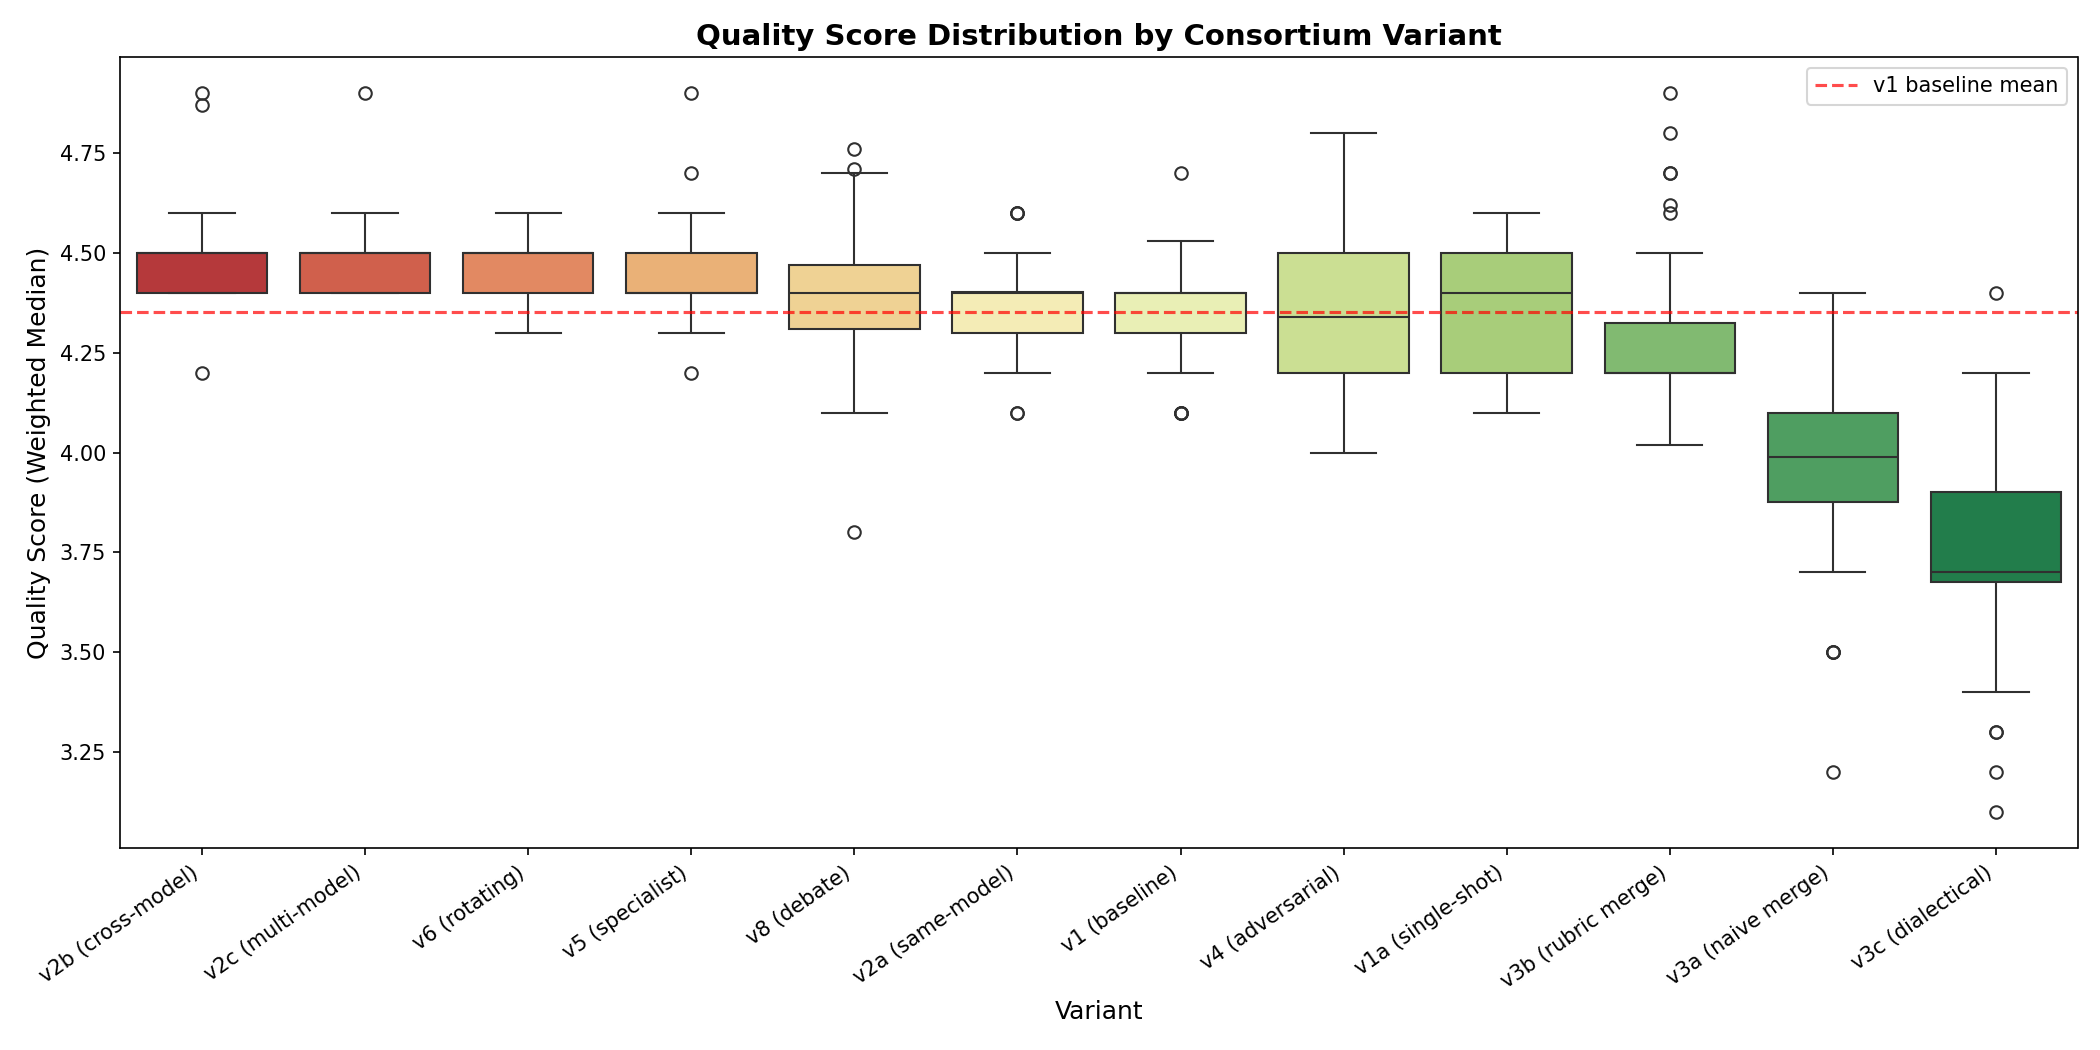 Quality Score Distribution by Consortium Variant
v1 baseline mean
Quality Score (Weighted Median)
4.75
4.50
4.25
4.00
3.75
3.50
3.25
v2b (cross-model)
v2c (multi-model)
v6 (rotating)
v5 (specialist)
v8 (debate)
v2a (same-model)
v1 (baseline)
v4 (adversarial)
v1a (single-shot)
v3b (rubric merge)
v3a (naive merge)
v3c (dialectical)
Variant